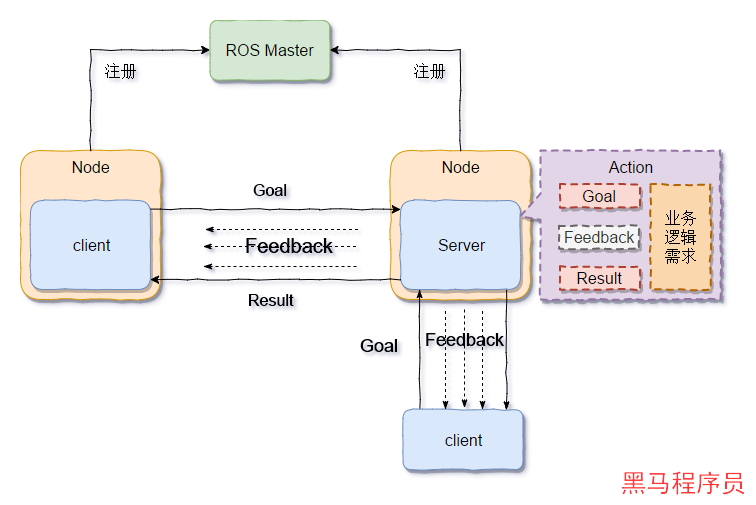 ROS Master
注册
注册
Node
Node
Action
Goal
Goal
client
Feedback
Server
Feedback
业务
逻辑
需求
Result
Result
Goal
Feedback
client
黑马程序员